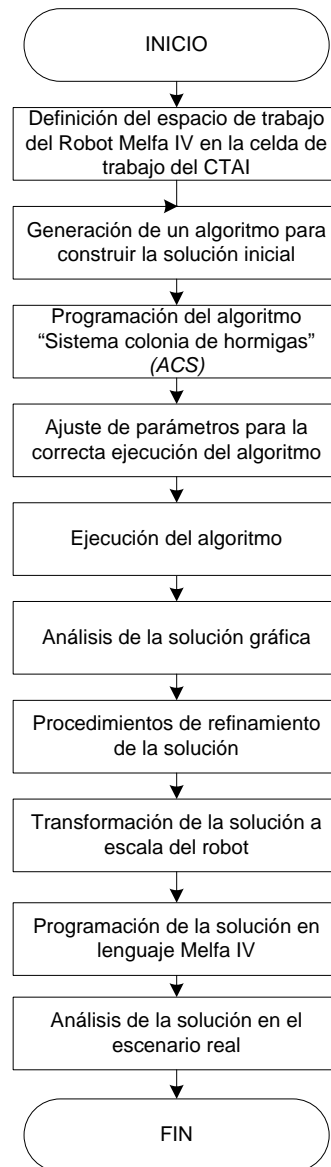 INICIO
Definición del espacio de trabajo
del Robot Melfa IV en la celda de
trabajo del CTAI
Generación de un algoritmo para
construir la solución inicial
Programación del algoritmo
“Sistema colonia de hormigas”
(ACS)
Ajuste de parámetros para la
correcta ejecución del algoritmo
Ejecución del algoritmo
Análisis de la solución gráfica
Procedimientos de refinamiento
de la solución
Transformación de la solución a
escala del robot
Programación de la solución en
lenguaje Melfa IV
Análisis de la solución en el
escenario real
FIN